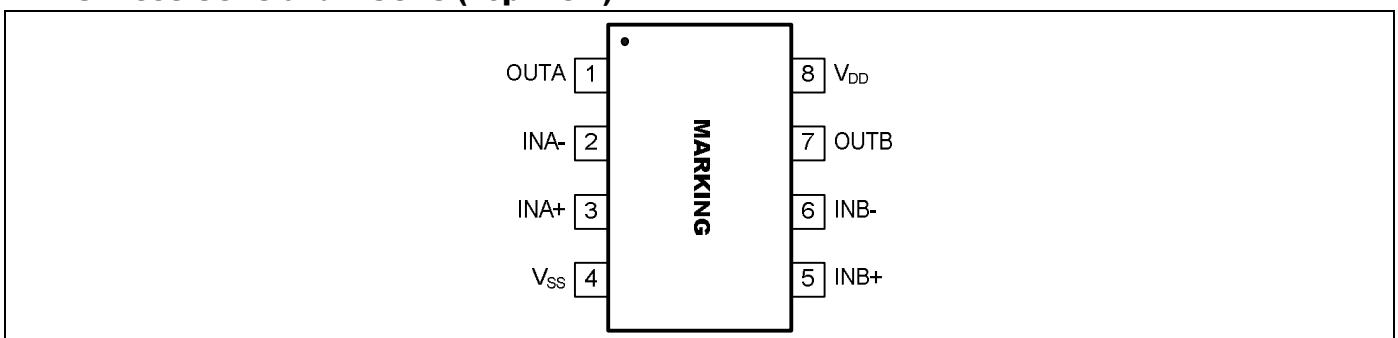 OUTA 1
8 VDD
INA- 2
7 OUTB
MARKING
INA+ 3
6 INB-
VSS 4
5 INB+